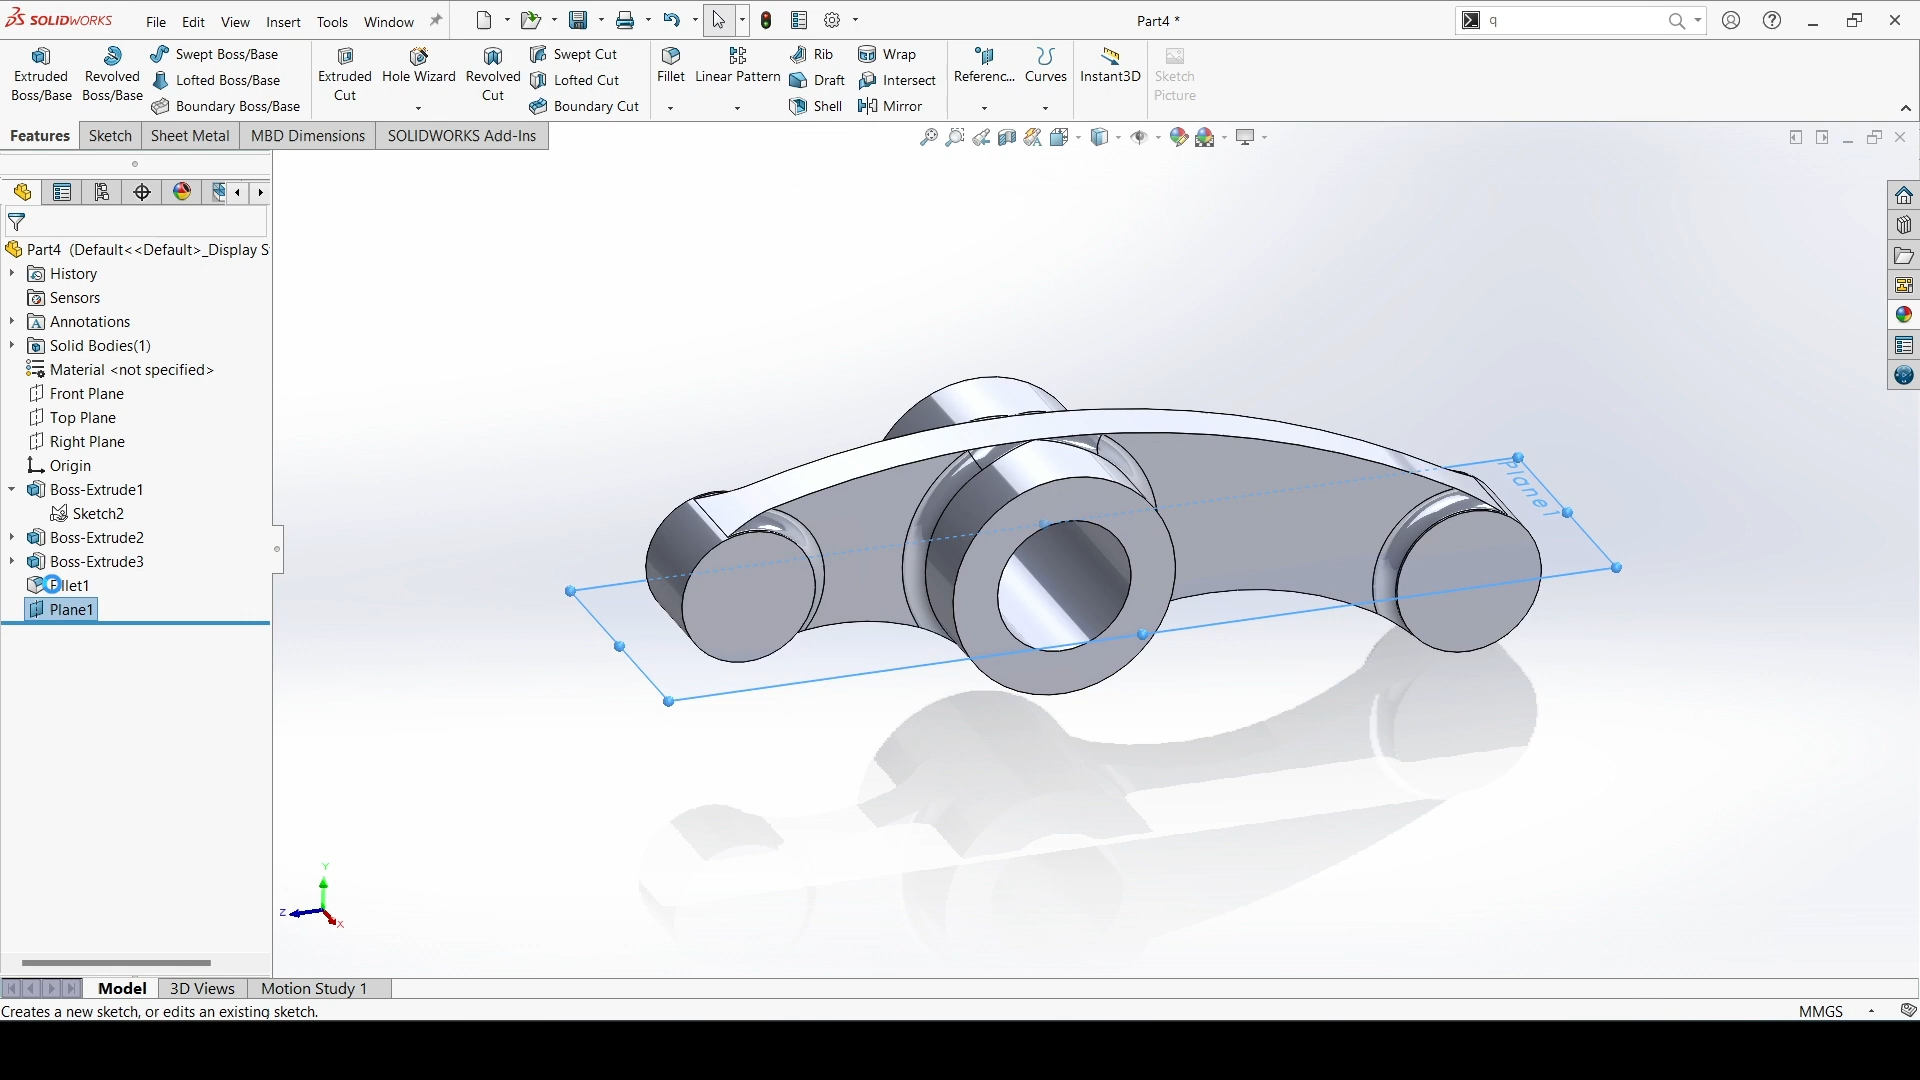 SOLIDWORKS File Edit View Insert Tools Window Part4 * q
Extruded Boss/Base
Revolved Boss/Base
Swept Boss/Base
Lofted Boss/Base
Boundary Boss/Base
Extruded Cut
Hole Wizard
Revolved Cut
Swept Cut
Lofted Cut
Boundary Cut
Fillet
Linear Pattern
Rib
Draft
Shell
Wrap
Intersect
Mirror
Referenc...
Curves
Instant3D
Sketch Picture
Features Sketch Sheet Metal MBD Dimensions SOLIDWORKS Add-Ins
Part4 (Default<<Default>_Display S
History
Sensors
Annotations
Solid Bodies(1)
Material <not specified>
Front Plane
Top Plane
Right Plane
Origin
Boss-Extrude1
Sketch2
Boss-Extrude2
Boss-Extrude3
Fillet1
Plane1
Plane1
Y
Z
X
Model 3D Views Motion Study 1
Creates a new sketch, or edits an existing sketch. MMGS